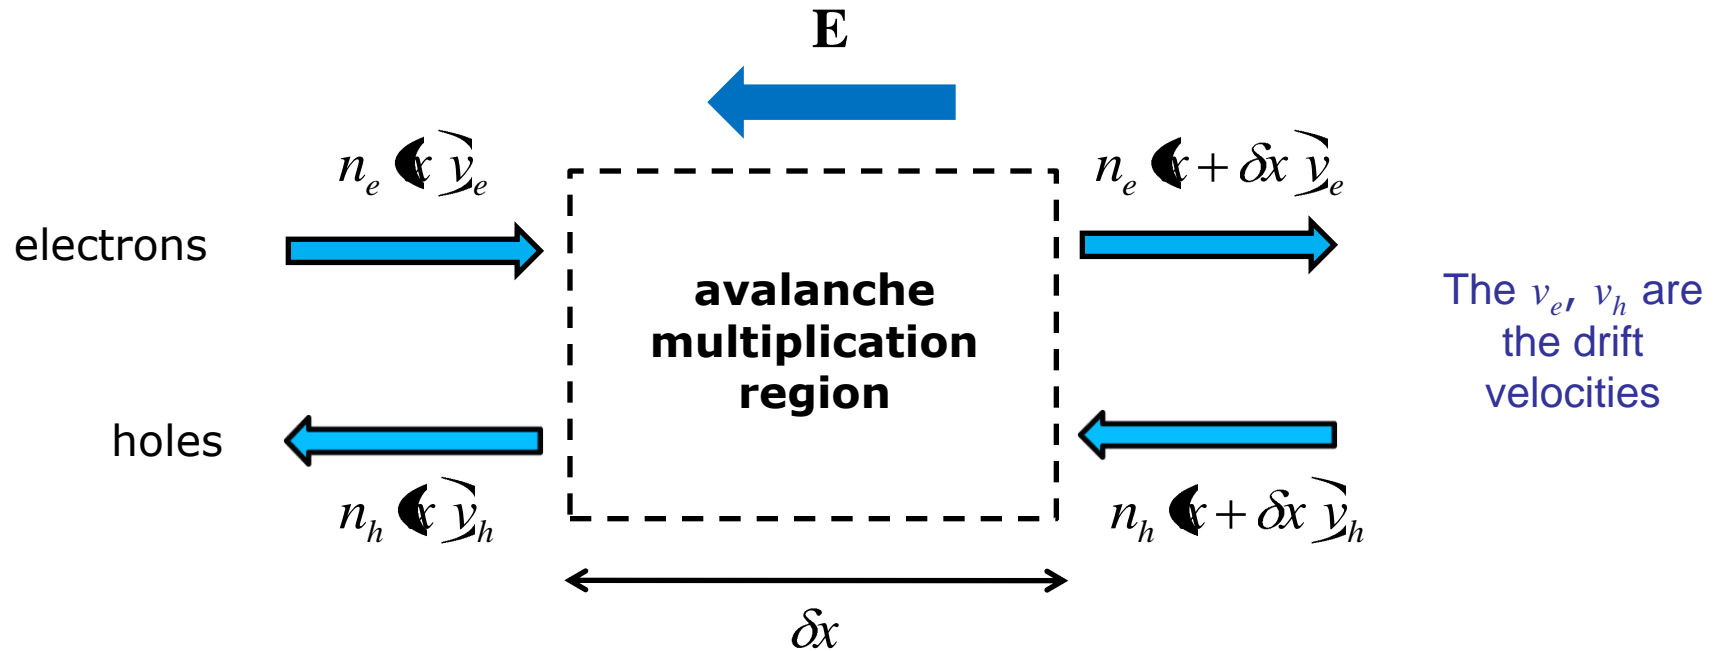 E
n_e (x) v_e
n_e (x + δx) v_e
electrons
avalanche
multiplication
region
The v_e, v_h are
the drift
velocities
holes
n_h (x) v_h
n_h (x + δx) v_h
δx